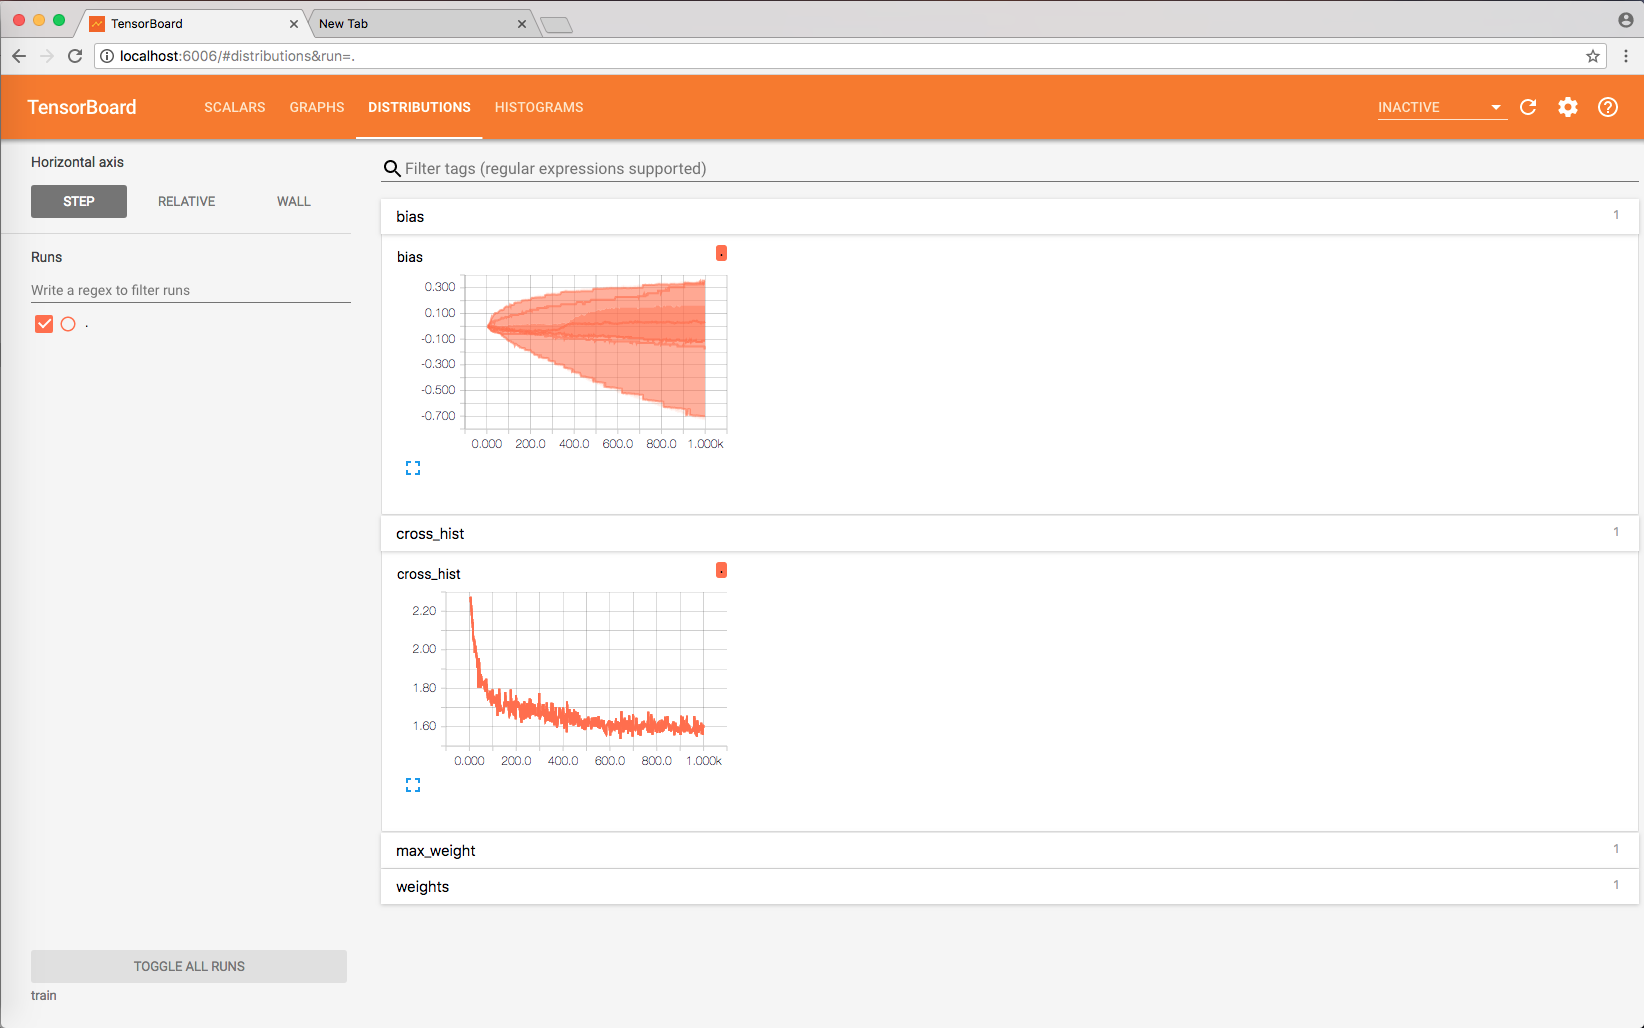 TensorBoard
New Tab
localhost:6006/#distributions&run=.
TensorBoard SCALARS GRAPHS DISTRIBUTIONS HISTOGRAMS INACTIVE
Horizontal axis
STEP RELATIVE WALL
Runs
Write a regex to filter runs
.
TOGGLE ALL RUNS
train
Filter tags (regular expressions supported)
bias 1
bias .
0.300
0.100
-0.100
-0.300
-0.500
-0.700
0.000 200.0 400.0 600.0 800.0 1.000k
cross_hist 1
cross_hist .
2.20
2.00
1.80
1.60
0.000 200.0 400.0 600.0 800.0 1.000k
max_weight 1
weights 1